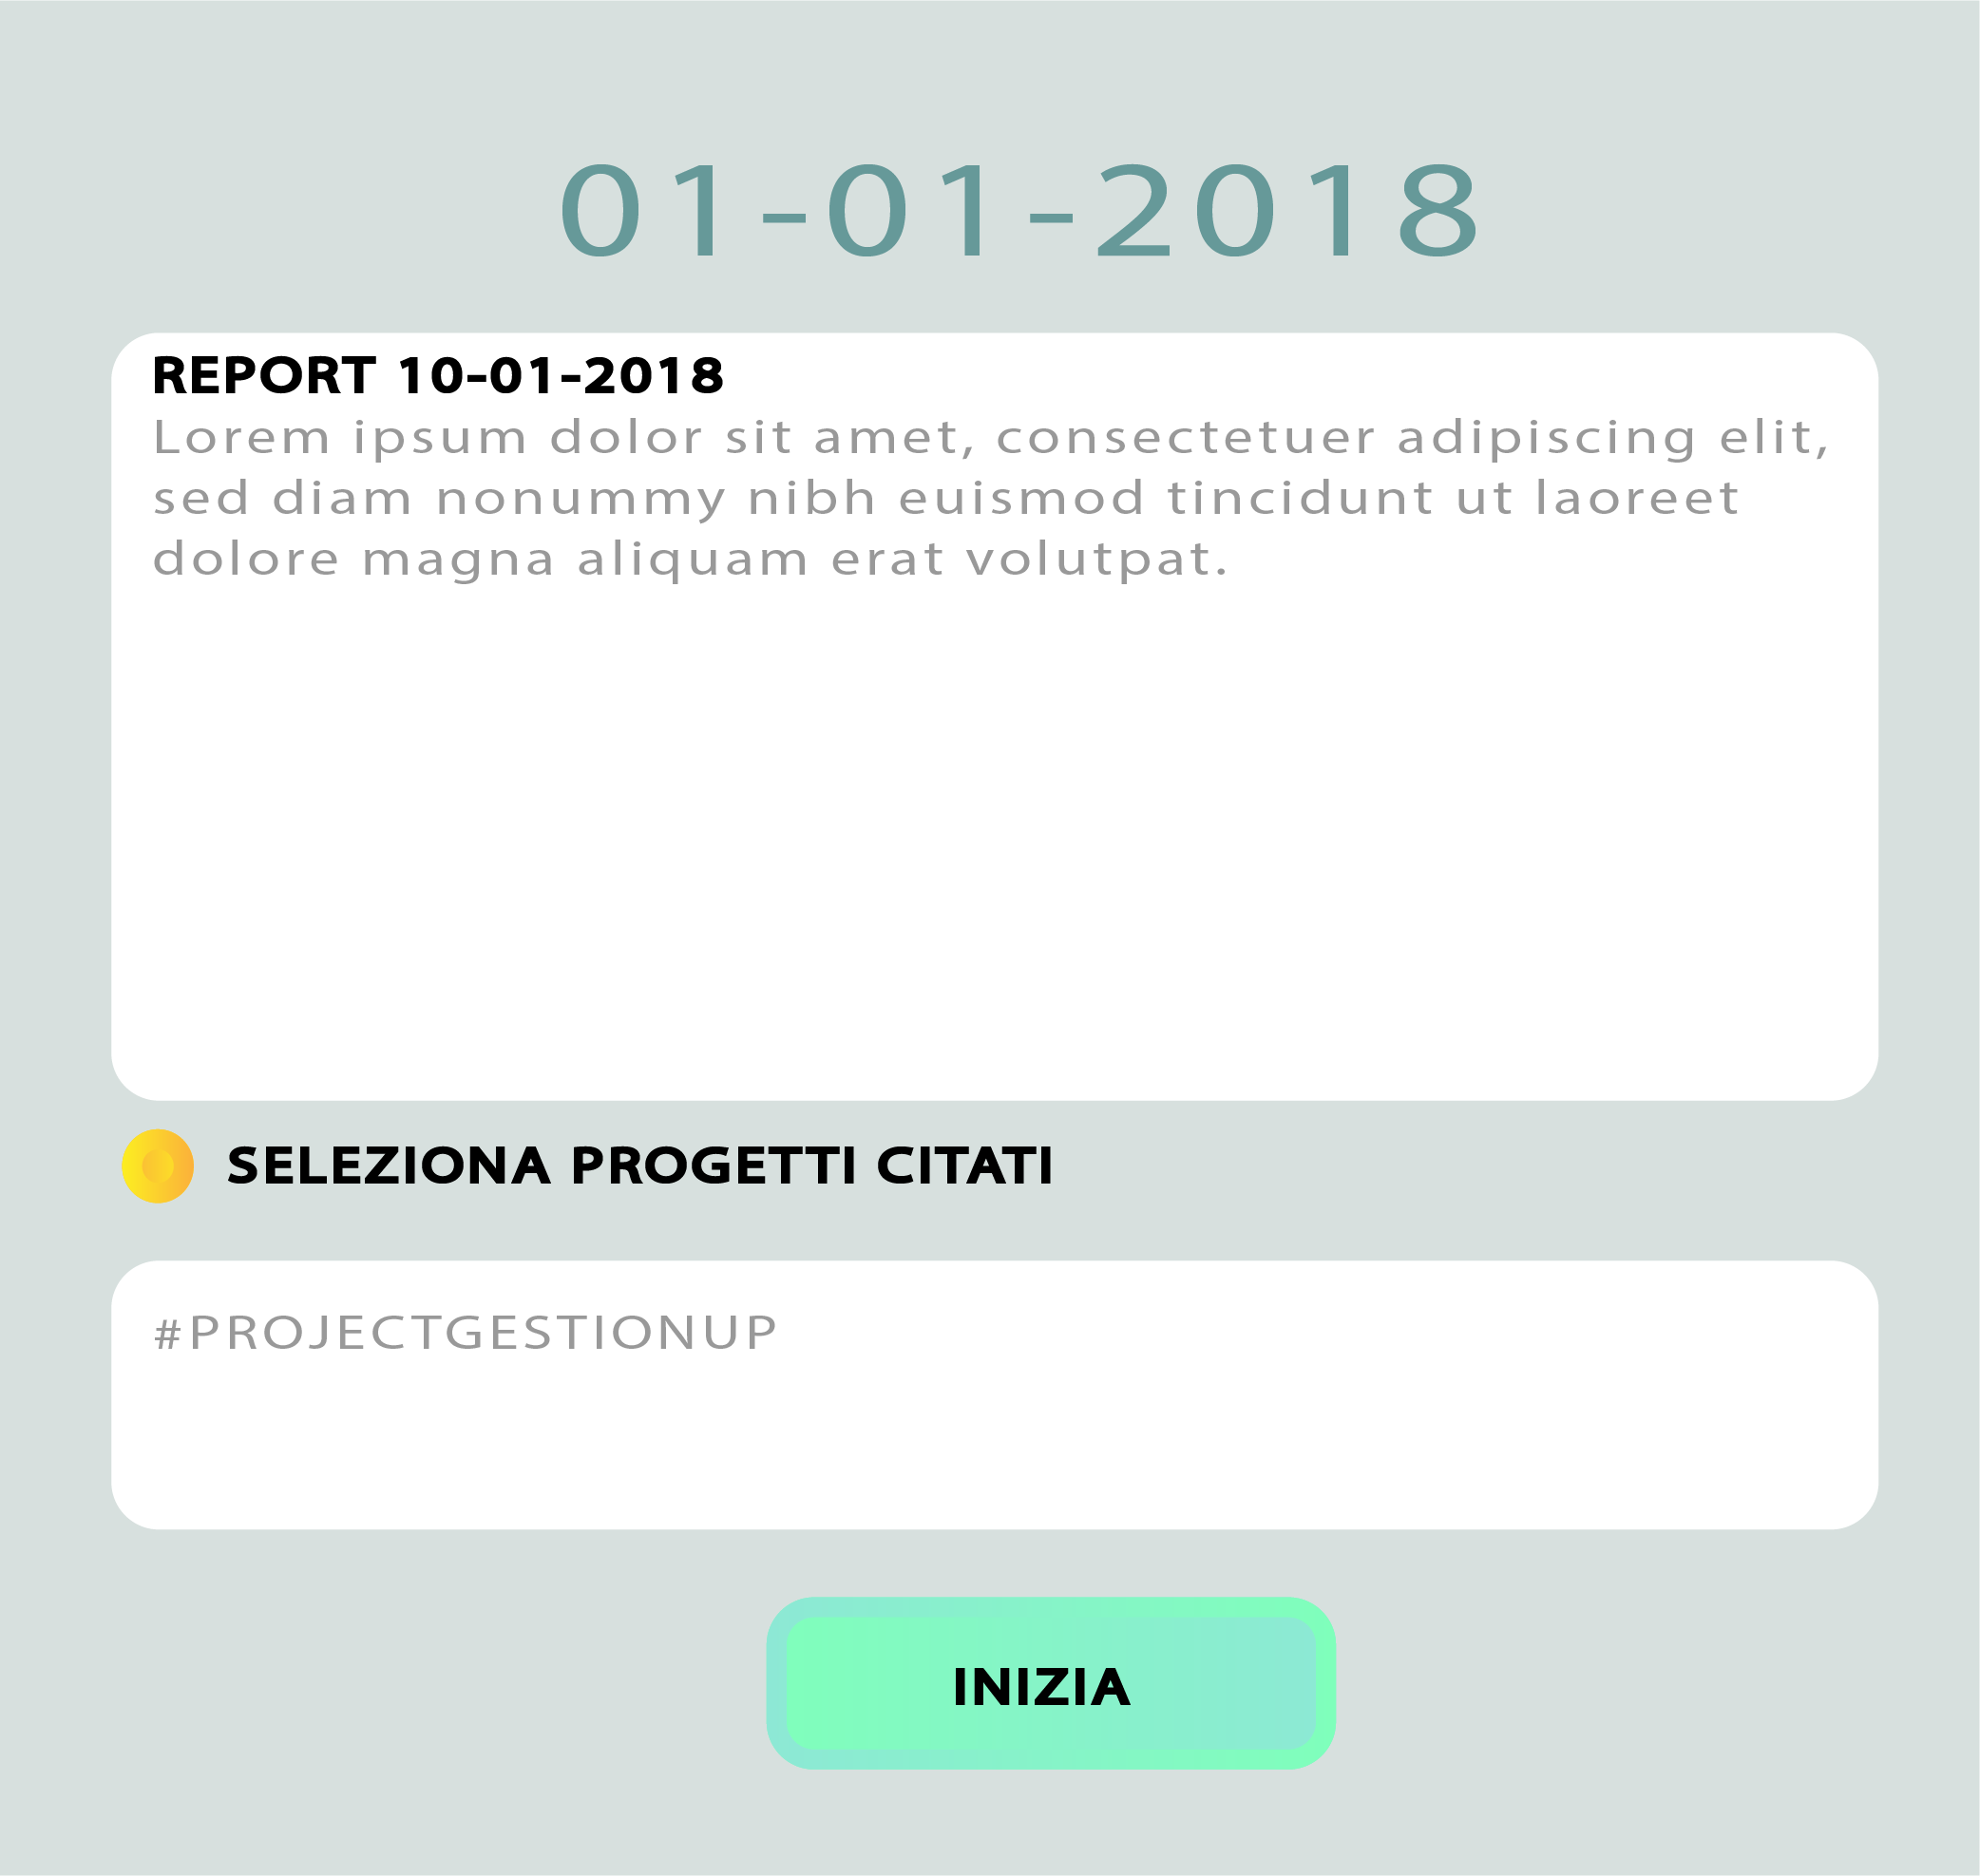 01-01-2018
REPORT 10-01-2018
Lorem ipsum dolor sit amet, consectetuer adipiscing elit,
sed diam nonummy nibh euismod tincidunt ut laoreet
dolore magna aliquam erat volutpat.
SELEZIONA PROGETTI CITATI
#PROJECTGESTIONUP
INIZIA